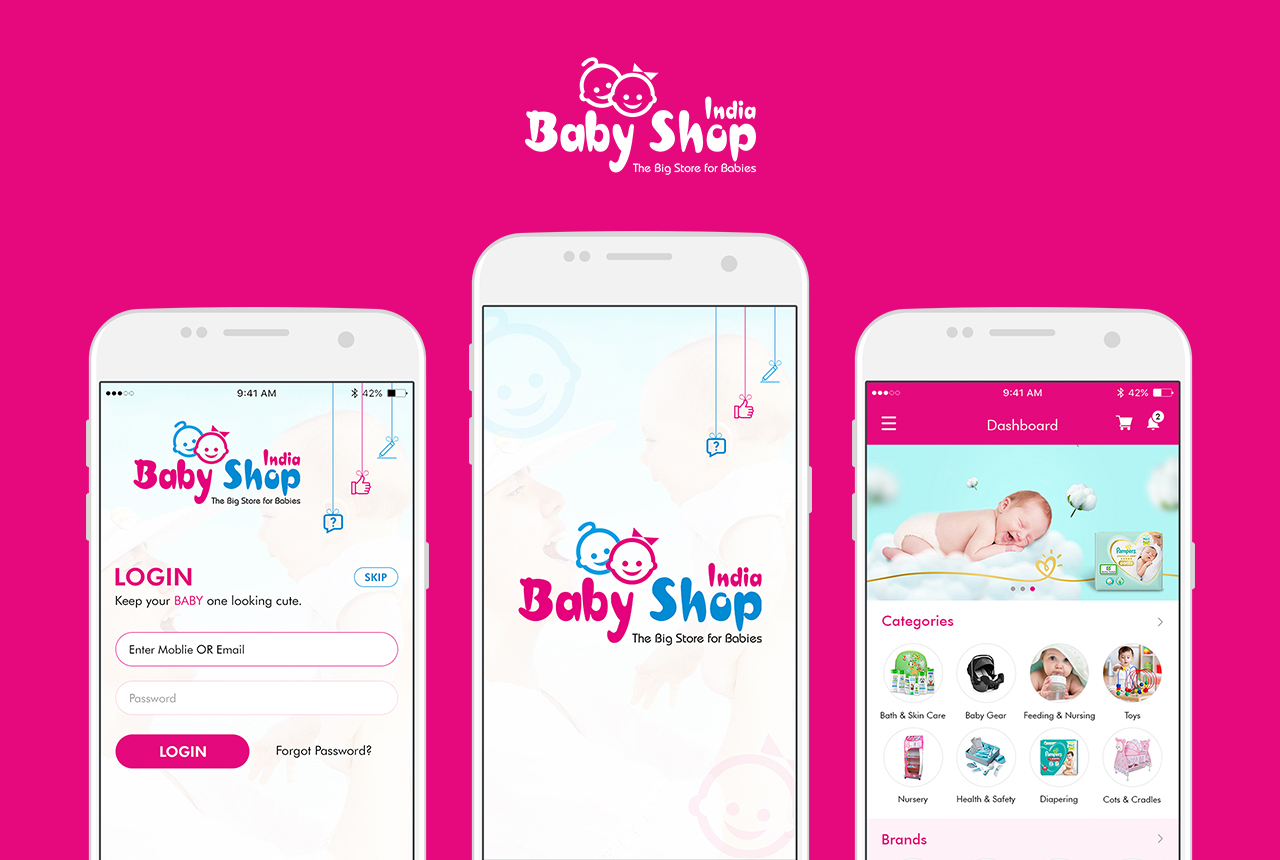 India
Baby Shop
The Big Store for Babies
9:41 AM
42%
India
Baby Shop
The Big Store for Babies
?
LOGIN
SKIP
Keep your BABY one looking cute.
Enter Moblie OR Email
Password
LOGIN
Forgot Password?
?
India
Baby Shop
The Big Store for Babies
9:41 AM
42%
Dashboard
2
Pampers
Categories
Bath & Skin Care
Baby Gear
Feeding & Nursing
Toys
Pampers
Nursery
Health & Safety
Diapering
Cots & Cradles
Brands